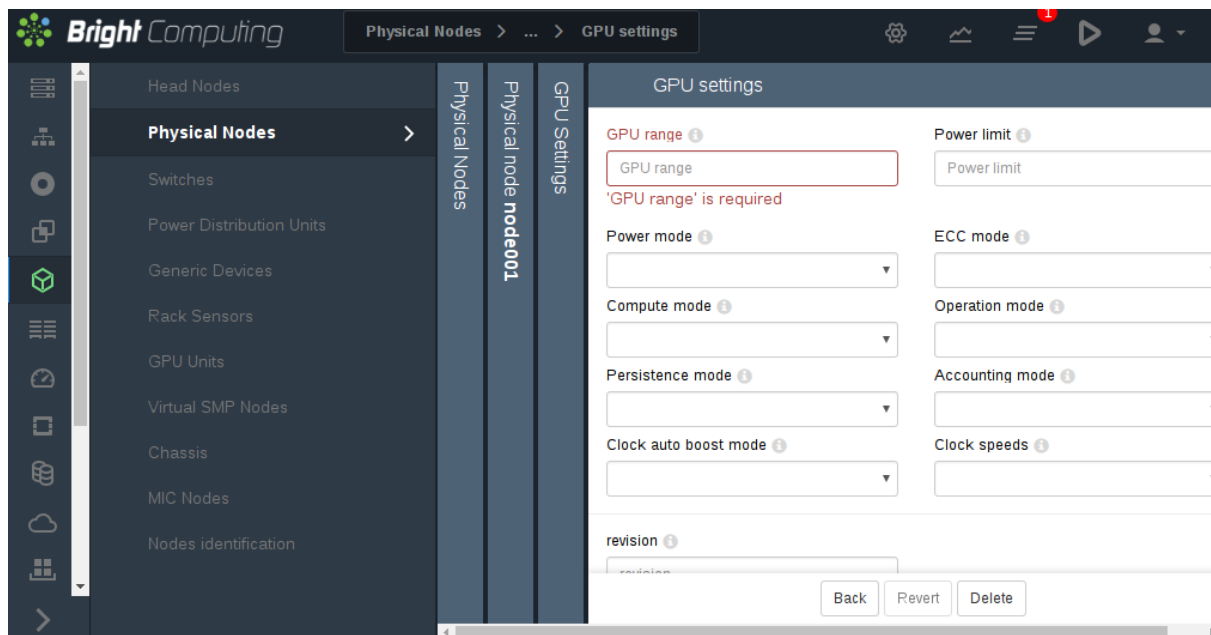 Bright Computing
Physical Nodes > ... > GPU settings
1
Head Nodes
Physical Nodes
Switches
Power Distribution Units
Generic Devices
Rack Sensors
GPU Units
Virtual SMP Nodes
Chassis
MIC Nodes
Nodes identification
Physical Nodes
Physical node node001
GPU Settings
GPU settings
GPU range
Power limit
GPU range
Power limit
'GPU range' is required
Power mode
ECC mode
Compute mode
Operation mode
Persistence mode
Accounting mode
Clock auto boost mode
Clock speeds
revision
revision
Back
Revert
Delete